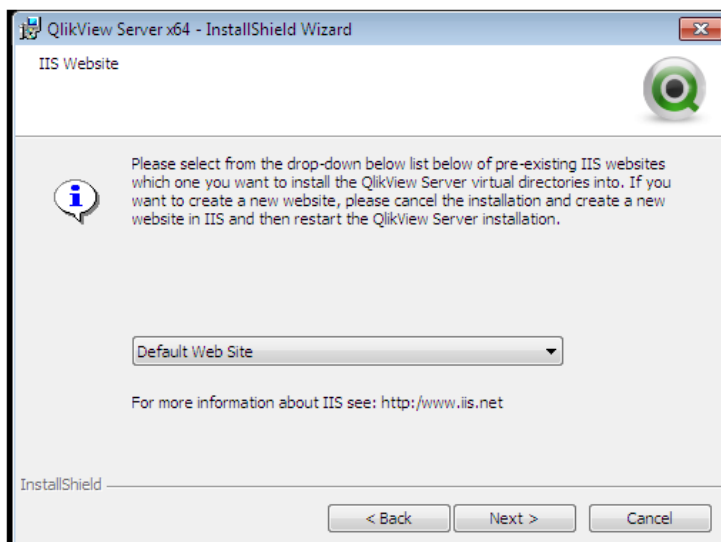 QlikView Server x64 - InstallShield Wizard
IIS Website
Please select from the drop-down below list below of pre-existing IIS websites
which one you want to install the QlikView Server virtual directories into. If you
want to create a new website, please cancel the installation and create a new
website in IIS and then restart the QlikView Server installation.
Default Web Site
For more information about IIS see: http:/www.iis.net
InstallShield
< Back Next > Cancel